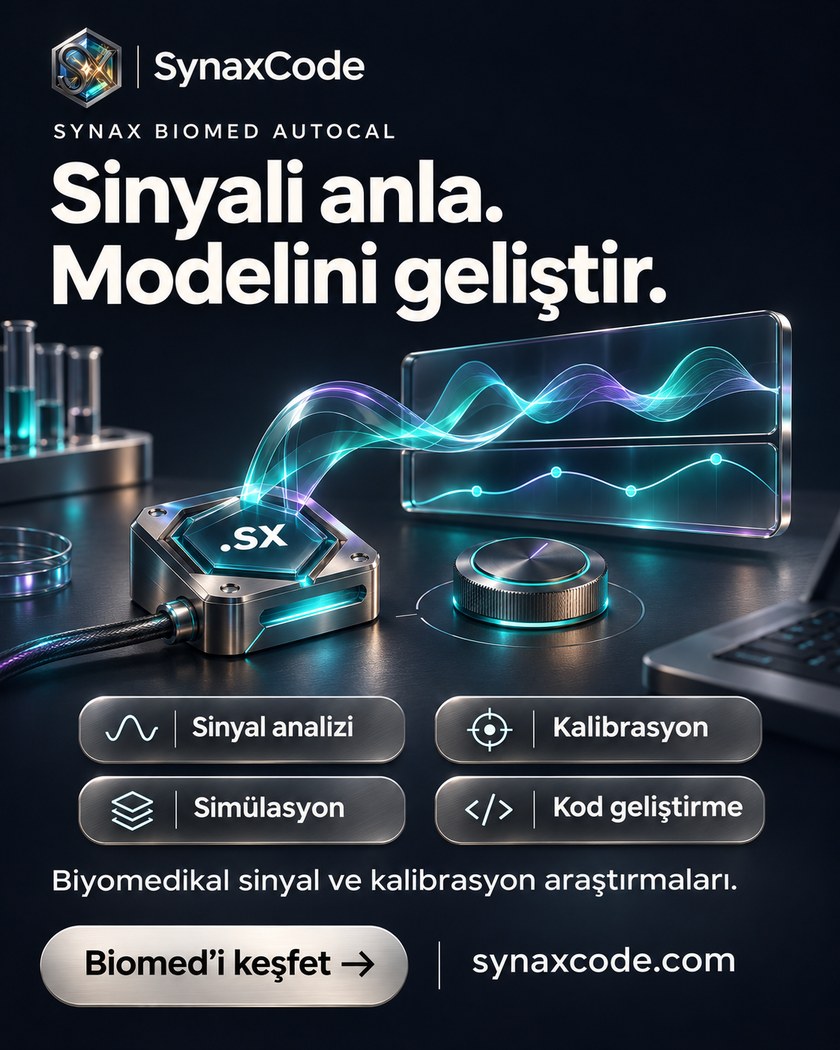 SX
SynaxCode
SYNAX BIOMED AUTOCAL
Sinyali anla.
Modelini geliştir.
.sx
Sinyal analizi
Kalibrasyon
Simülasyon
</> Kod geliştirme
Biyomedikal sinyal ve kalibrasyon araştırmaları.
Biomed’i keşfet →
synaxcode.com